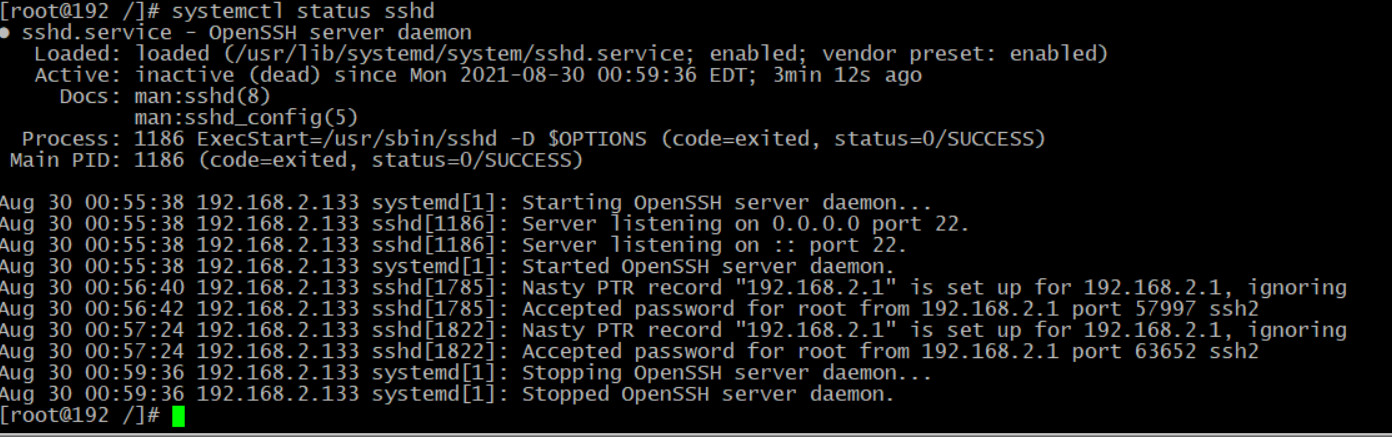 [root@192 /]# systemctl status sshd
● sshd.service - OpenSSH server daemon
   Loaded: loaded (/usr/lib/systemd/system/sshd.service; enabled; vendor preset: enabled)
   Active: inactive (dead) since Mon 2021-08-30 00:59:36 EDT; 3min 12s ago
     Docs: man:sshd(8)
           man:sshd_config(5)
  Process: 1186 ExecStart=/usr/sbin/sshd -D $OPTIONS (code=exited, status=0/SUCCESS)
 Main PID: 1186 (code=exited, status=0/SUCCESS)

Aug 30 00:55:38 192.168.2.133 systemd[1]: Starting OpenSSH server daemon...
Aug 30 00:55:38 192.168.2.133 sshd[1186]: Server listening on 0.0.0.0 port 22.
Aug 30 00:55:38 192.168.2.133 sshd[1186]: Server listening on :: port 22.
Aug 30 00:55:38 192.168.2.133 systemd[1]: Started OpenSSH server daemon.
Aug 30 00:56:40 192.168.2.133 sshd[1785]: Nasty PTR record "192.168.2.1" is set up for 192.168.2.1, ignoring
Aug 30 00:56:42 192.168.2.133 sshd[1785]: Accepted password for root from 192.168.2.1 port 57997 ssh2
Aug 30 00:57:24 192.168.2.133 sshd[1822]: Nasty PTR record "192.168.2.1" is set up for 192.168.2.1, ignoring
Aug 30 00:57:24 192.168.2.133 sshd[1822]: Accepted password for root from 192.168.2.1 port 63652 ssh2
Aug 30 00:59:36 192.168.2.133 systemd[1]: Stopping OpenSSH server daemon...
Aug 30 00:59:36 192.168.2.133 systemd[1]: Stopped OpenSSH server daemon.
[root@192 /]#